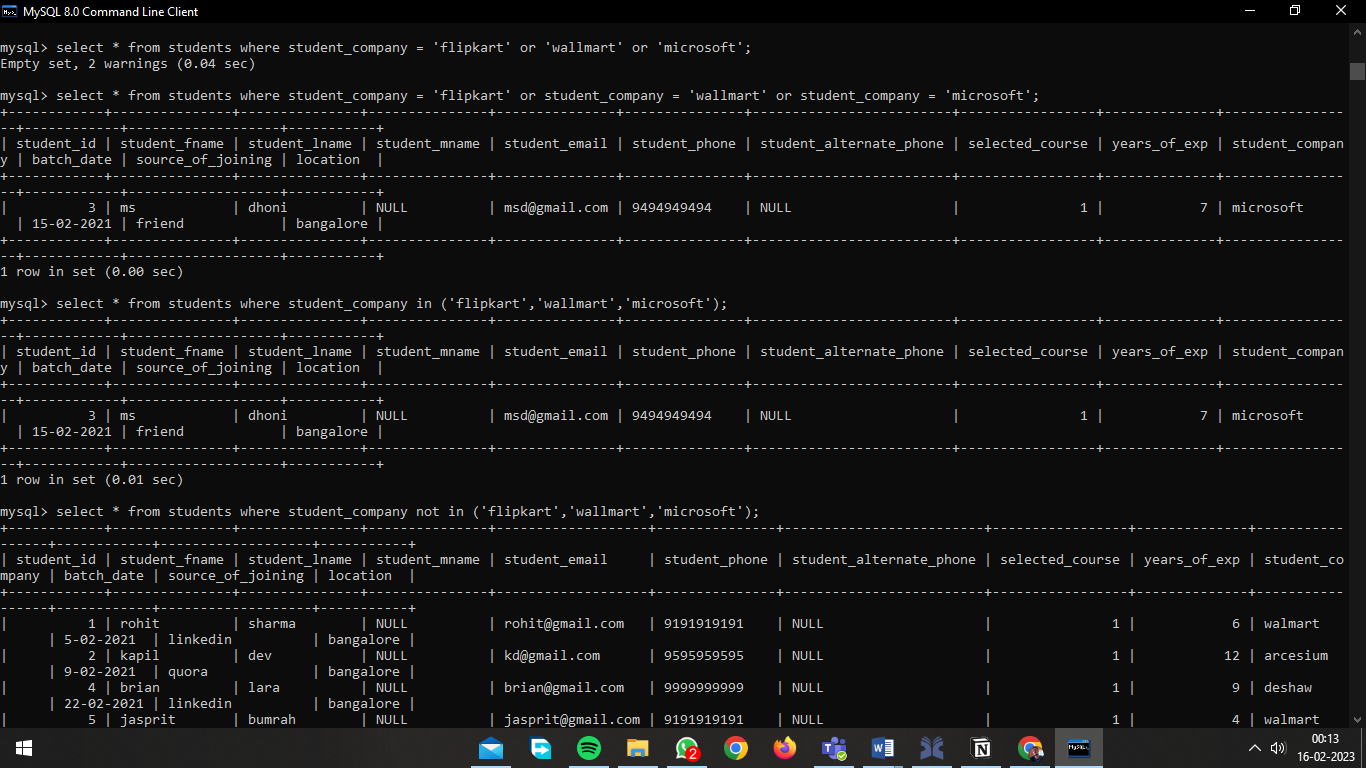 MySQL 8.0 Command Line Client
mysql> select * from students where student_company = 'flipkart' or 'wallmart' or 'microsoft';
Empty set, 2 warnings (0.04 sec)
mysql> select * from students where student_company = 'flipkart' or student_company = 'wallmart' or student_company = 'microsoft';
+------------+---------------+---------------+---------------+---------------+---------------+-------------------------+-----------------+--------------+---------------
--+------------+-------------------+-----------+
| student_id | student_fname | student_lname | student_mname | student_email | student_phone | student_alternate_phone | selected_course | years_of_exp | student_compan
y | batch_date | source_of_joining | location  |
+------------+---------------+---------------+---------------+---------------+---------------+-------------------------+-----------------+--------------+---------------
--+------------+-------------------+-----------+
|          3 | ms            | dhoni         | NULL          | msd@gmail.com | 9494949494    | NULL                    |               1 |            7 | microsoft
  | 15-02-2021 | friend            | bangalore |
+------------+---------------+---------------+---------------+---------------+---------------+-------------------------+-----------------+--------------+---------------
--+------------+-------------------+-----------+
1 row in set (0.00 sec)
mysql> select * from students where student_company in ('flipkart','wallmart','microsoft');
+------------+---------------+---------------+---------------+---------------+---------------+-------------------------+-----------------+--------------+---------------
--+------------+-------------------+-----------+
| student_id | student_fname | student_lname | student_mname | student_email | student_phone | student_alternate_phone | selected_course | years_of_exp | student_compan
y | batch_date | source_of_joining | location  |
+------------+---------------+---------------+---------------+---------------+---------------+-------------------------+-----------------+--------------+---------------
--+------------+-------------------+-----------+
|          3 | ms            | dhoni         | NULL          | msd@gmail.com | 9494949494    | NULL                    |               1 |            7 | microsoft
  | 15-02-2021 | friend            | bangalore |
+------------+---------------+---------------+---------------+---------------+---------------+-------------------------+-----------------+--------------+---------------
--+------------+-------------------+-----------+
1 row in set (0.01 sec)
mysql> select * from students where student_company not in ('flipkart','wallmart','microsoft');
+------------+---------------+---------------+---------------+-------------------+---------------+-------------------------+-----------------+--------------+-----------
------+------------+-------------------+-----------+
| student_id | student_fname | student_lname | student_mname | student_email     | student_phone | student_alternate_phone | selected_course | years_of_exp | student_co
mpany | batch_date | source_of_joining | location  |
+------------+---------------+---------------+---------------+-------------------+---------------+-------------------------+-----------------+--------------+-----------
------+------------+-------------------+-----------+
|          1 | rohit         | sharma        | NULL          | rohit@gmail.com   | 9191919191    | NULL                    |               1 |            6 | walmart
      | 5-02-2021  | linkedin          | bangalore |
|          2 | kapil         | dev           | NULL          | kd@gmail.com      | 9595959595    | NULL                    |               1 |           12 | arcesium
      | 9-02-2021  | quora             | bangalore |
|          4 | brian         | lara          | NULL          | brian@gmail.com   | 9999999999    | NULL                    |               1 |            9 | deshaw
      | 22-02-2021 | linkedin          | bangalore |
|          5 | jasprit       | bumrah        | NULL          | jasprit@gmail.com | 9191919191    | NULL                    |               1 |            4 | walmart
2
MySQL
00:13
16-02-2023